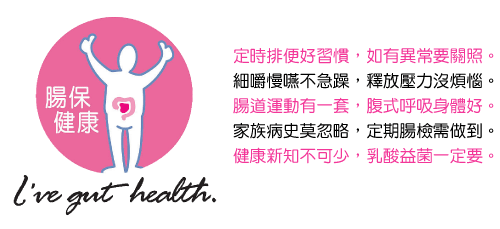 腸保
健康
I've gut health.
定時排便好習慣，如有異常要關照。
細嚼慢嚥不急躁，釋放壓力沒煩惱。
腸道運動有一套，腹式呼吸身體好。
家族病史莫忽略，定期腸檢需做到。
健康新知不可少，乳酸益菌一定要。